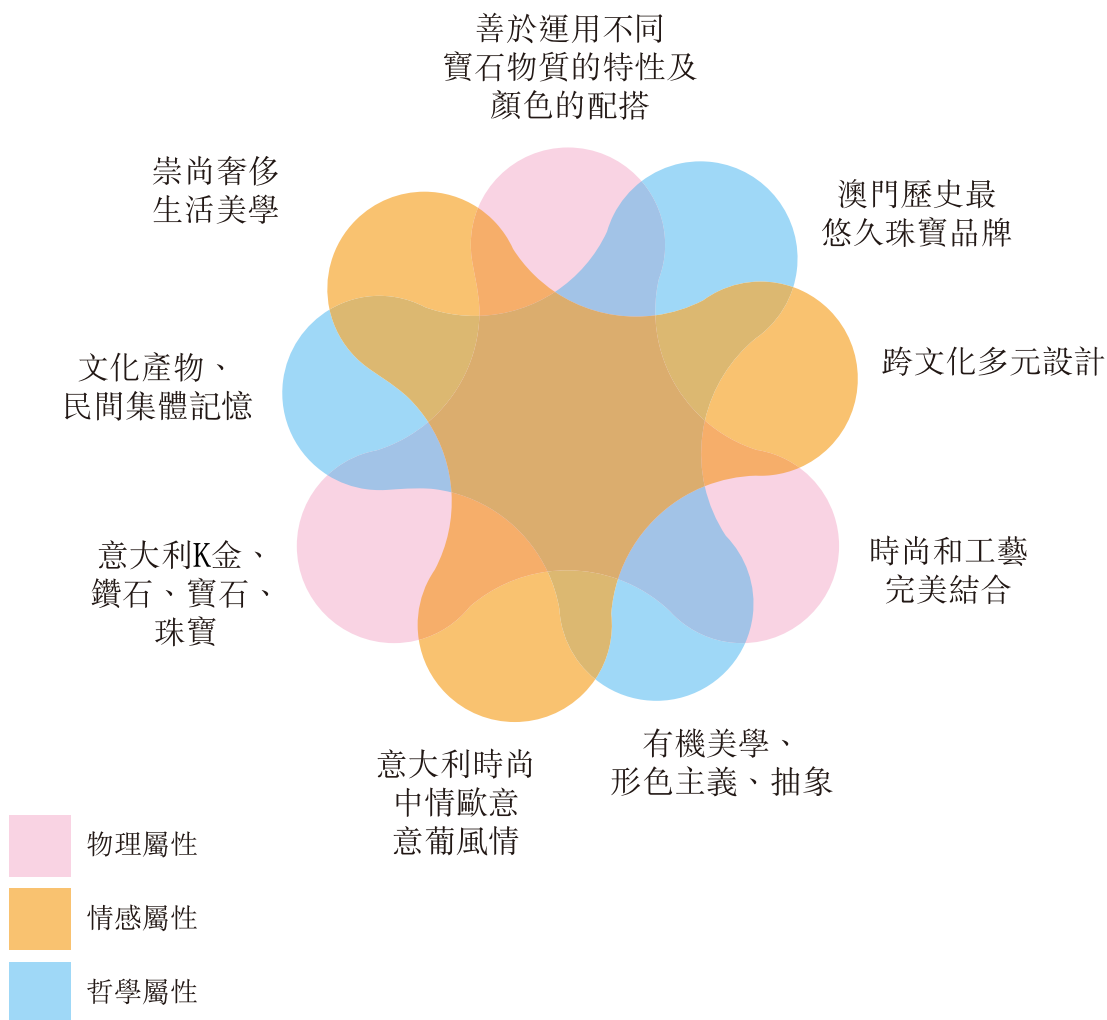 善於運用不同
寶石物質的特性及
顏色的配搭
崇尚奢侈
生活美學
澳門歷史最
悠久珠寶品牌
文化產物、
民間集體記憶
跨文化多元設計
意大利K金、
鑽石、寶石、
珠寶
時尚和工藝
完美結合
意大利時尚
中情歐意
意葡風情
有機美學、
形色主義、抽象
物理屬性
情感屬性
哲學屬性